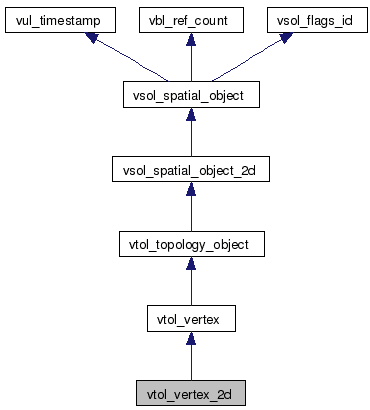 vul_timestamp vbl_ref_count vsol_flags_id
vsol_spatial_object
vsol_spatial_object_2d
vtol_topology_object
vtol_vertex
vtol_vertex_2d